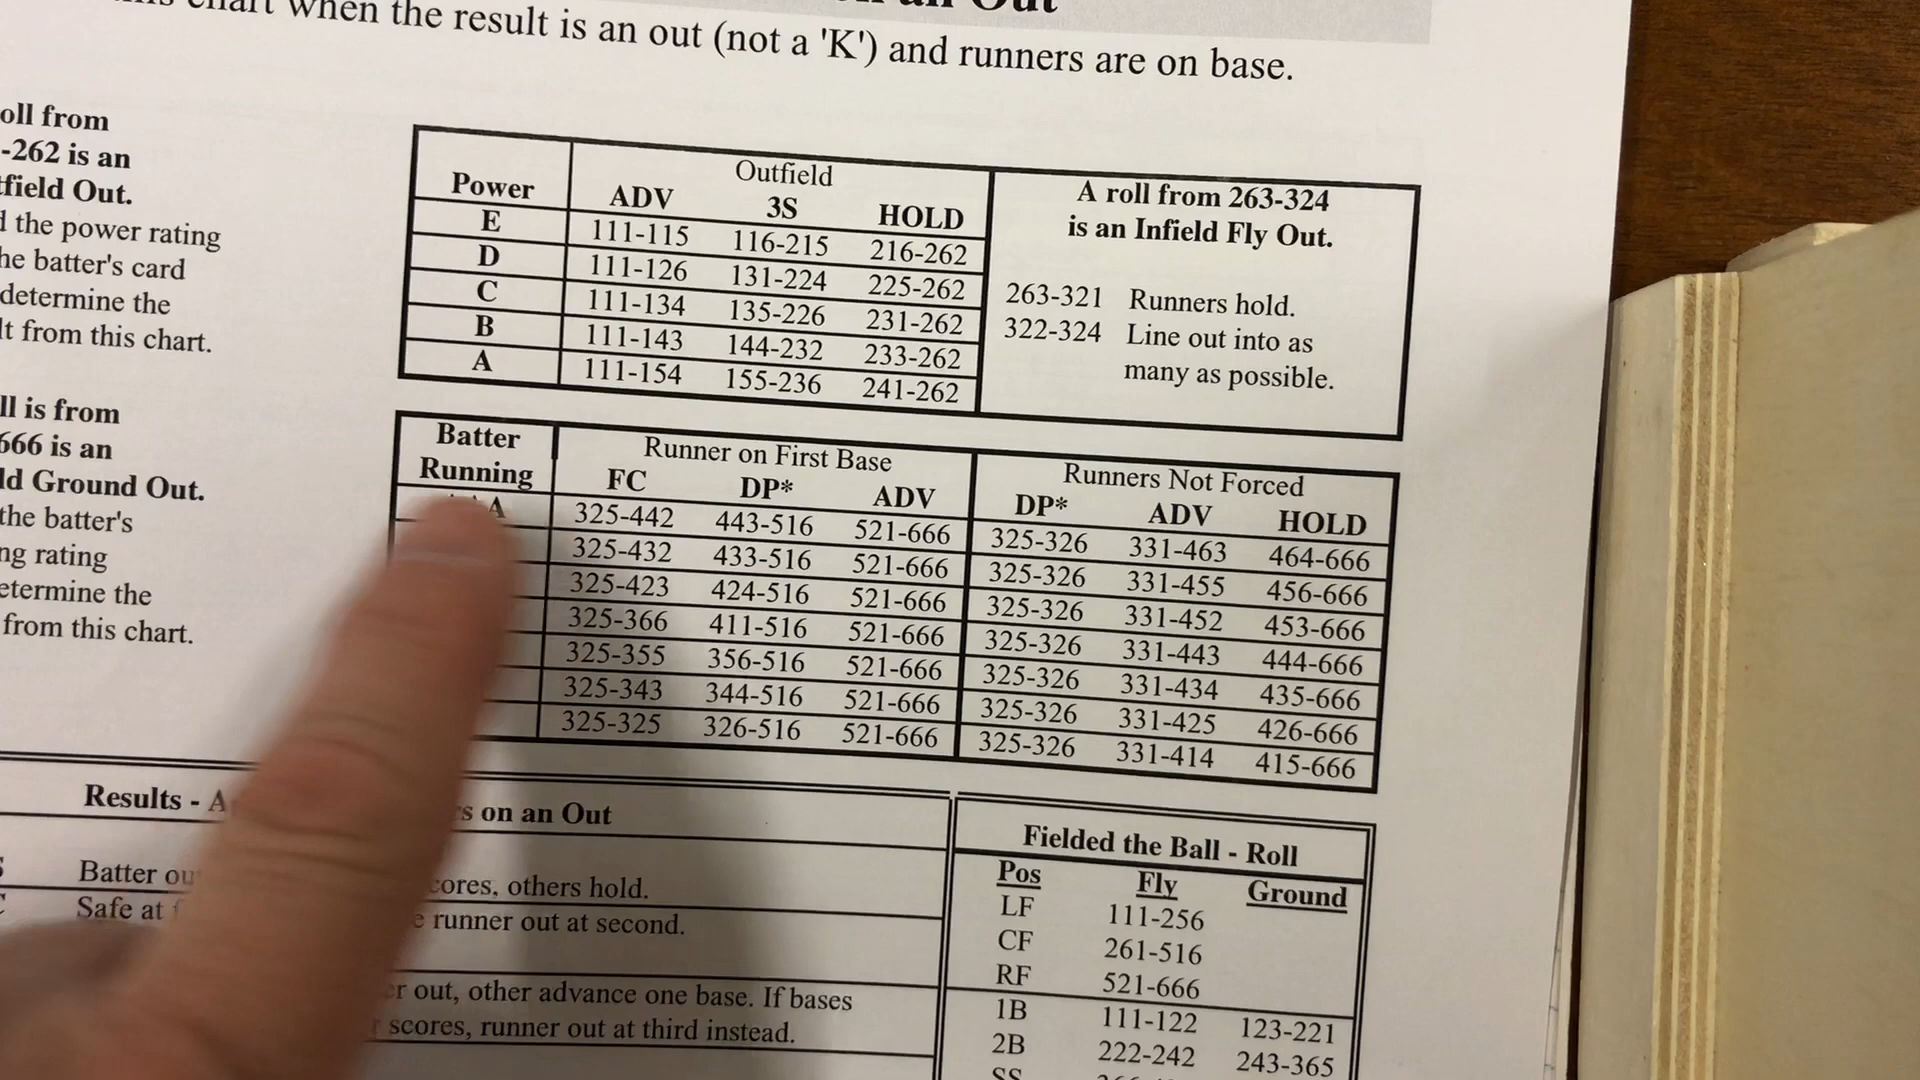 chart when the result is an out (not a 'K') and runners are on base.
oll from
-262 is an
field Out.
the power rating
he batter's card
determine the
lt from this chart.
Power Outfield
ADV 3S HOLD
E 111-115 116-215 216-262
D 111-126 131-224 225-262
C 111-134 135-226 231-262
B 111-143 144-232 233-262
A 111-154 155-236 241-262
A roll from 263-324
is an Infield Fly Out.
263-321 Runners hold.
322-324 Line out into as
many as possible.
ll is from
666 is an
ld Ground Out.
the batter's
ng rating
etermine the
from this chart.
Batter
Running
Runner on First Base Runners Not Forced
FC DP* ADV DP* ADV HOLD
A 325-442 443-516 521-666 325-326 331-463 464-666
325-432 433-516 521-666 325-326 331-455 456-666
325-423 424-516 521-666 325-326 331-452 453-666
325-366 411-516 521-666 325-326 331-443 444-666
325-355 356-516 521-666 325-326 331-434 435-666
325-343 344-516 521-666 325-326 331-425 426-666
325-325 326-516 521-666 325-326 331-414 415-666
Results - A s on an Out
Batter ou cores, others hold.
Safe at runner out at second.
r out, other advance one base. If bases
scores, runner out at third instead.
Fielded the Ball - Roll
Pos Fly Ground
LF 111-256
CF 261-516
RF 521-666
1B 111-122 123-221
2B 222-242 243-365
SS